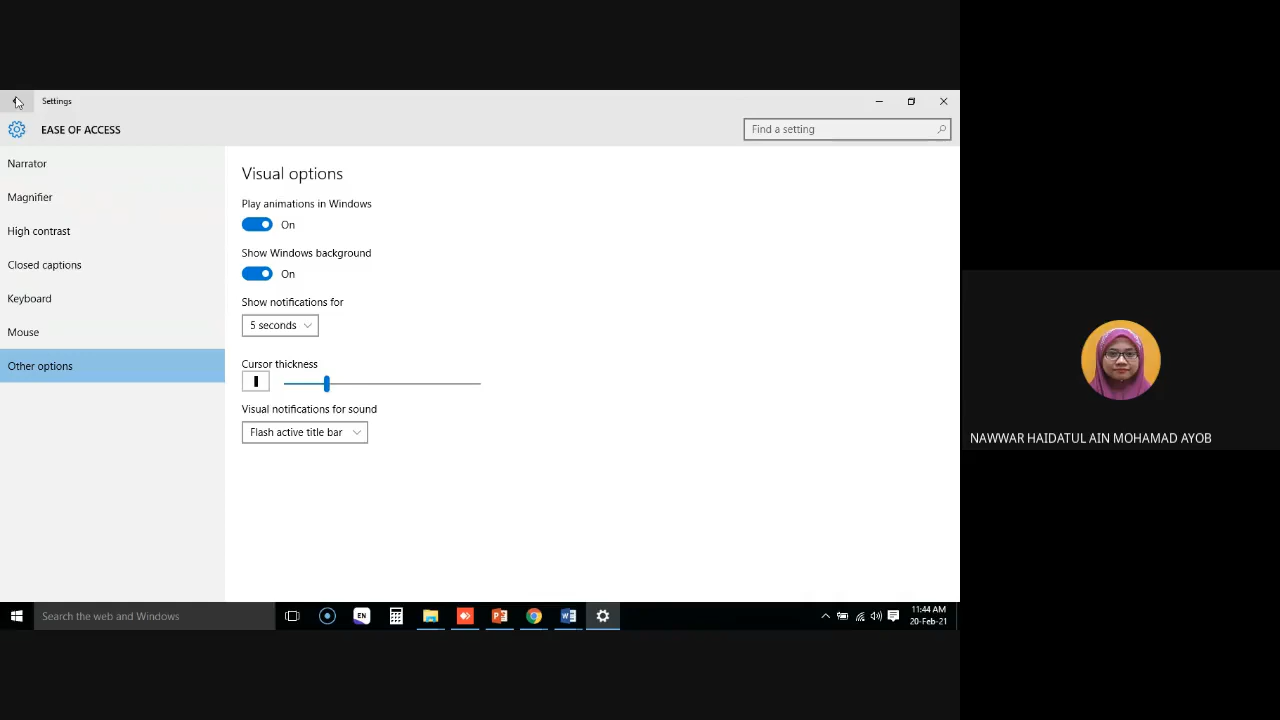 Settings
EASE OF ACCESS
Find a setting
Narrator
Magnifier
High contrast
Closed captions
Keyboard
Mouse
Other options
Visual options
Play animations in Windows
On
Show Windows background
On
Show notifications for
5 seconds
Cursor thickness
Visual notifications for sound
Flash active title bar
NAWWAR HAIDATUL AIN MOHAMAD AYOB
Search the web and Windows
EN
11:44 AM
20-Feb-21